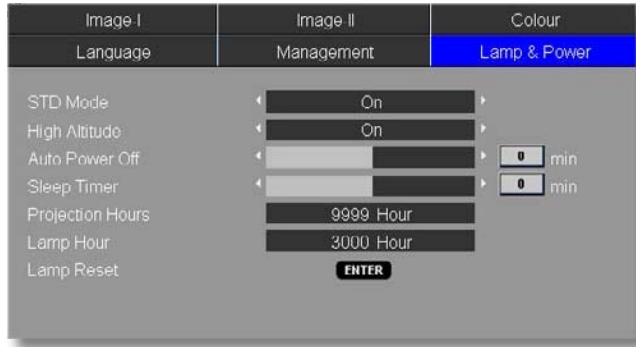 Image I Image II Colour
Language Management Lamp & Power
STD Mode On
High Altitude On
Auto Power Off 0 min
Sleep Timer 0 min
Projection Hours 9999 Hour
Lamp Hour 3000 Hour
Lamp Reset ENTER